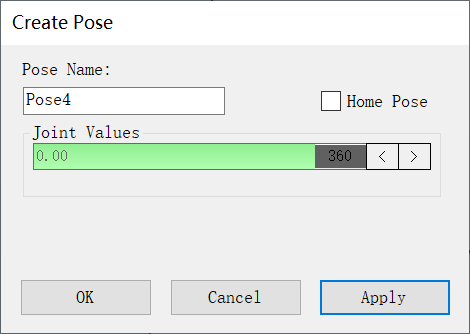 Create Pose
Pose Name:
Pose4
Home Pose
Joint Values
0.00 360 < >
OK Cancel Apply